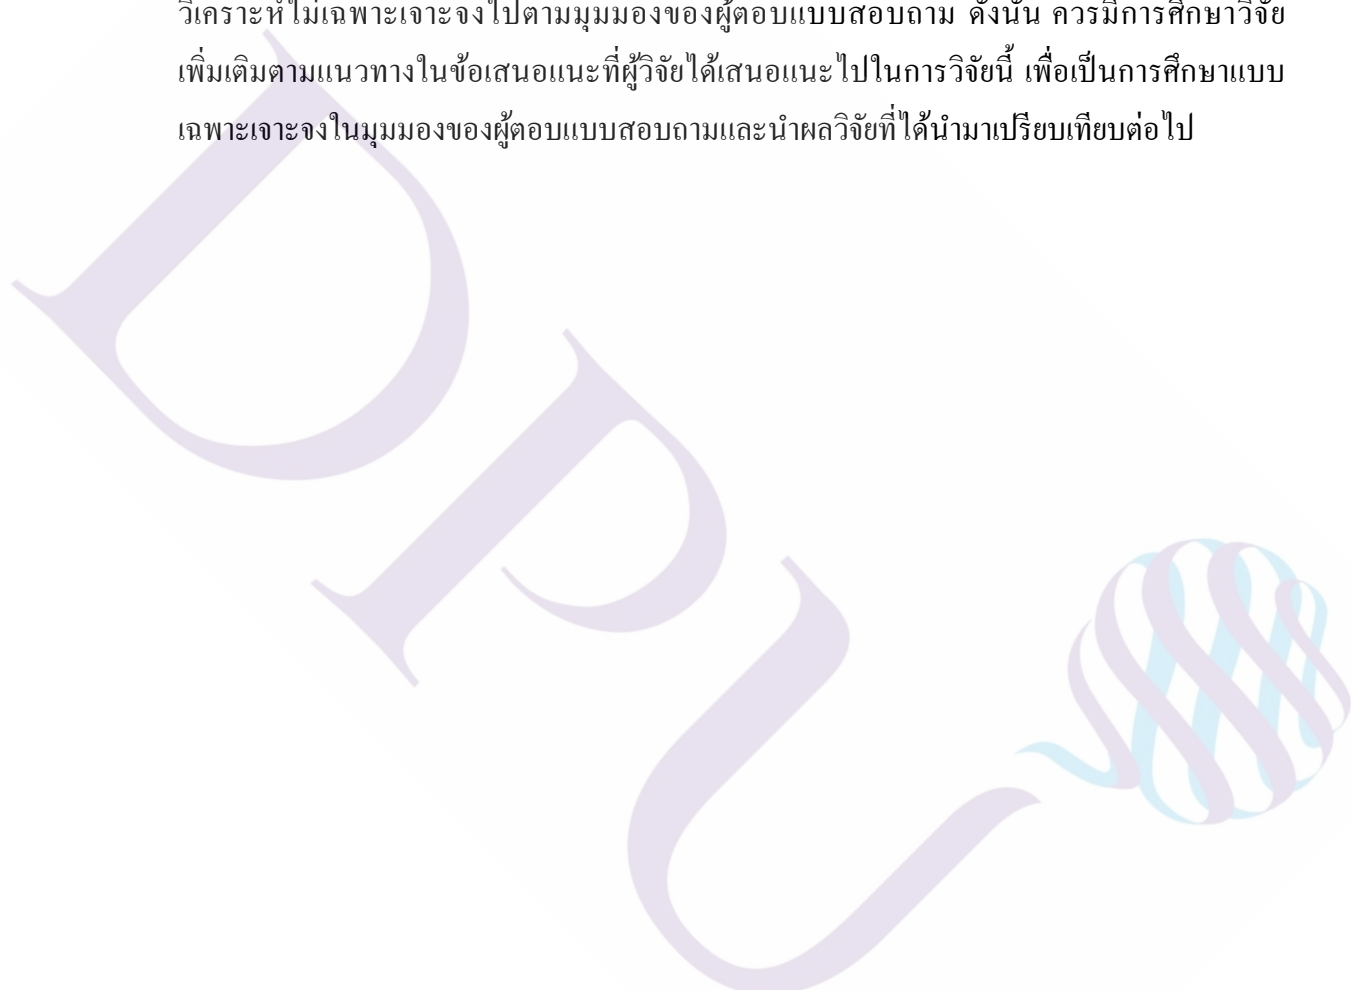 วิเคราะห์ไม่เฉพาะเจาะจงไปตามมุมมองของผู้ตอบแบบสอบถาม ดังนั้น ควรมีการศึกษาวิจัย
เพิ่มเติมตามแนวทางในข้อเสนอแนะที่ผู้วิจัยได้เสนอแนะไปในการวิจัยนี้ เพื่อเป็นการศึกษาแบบ
เฉพาะเจาะจงในมุมมองของผู้ตอบแบบสอบถามและนำผลวิจัยที่ได้นำมาเปรียบเทียบต่อไป
DPU